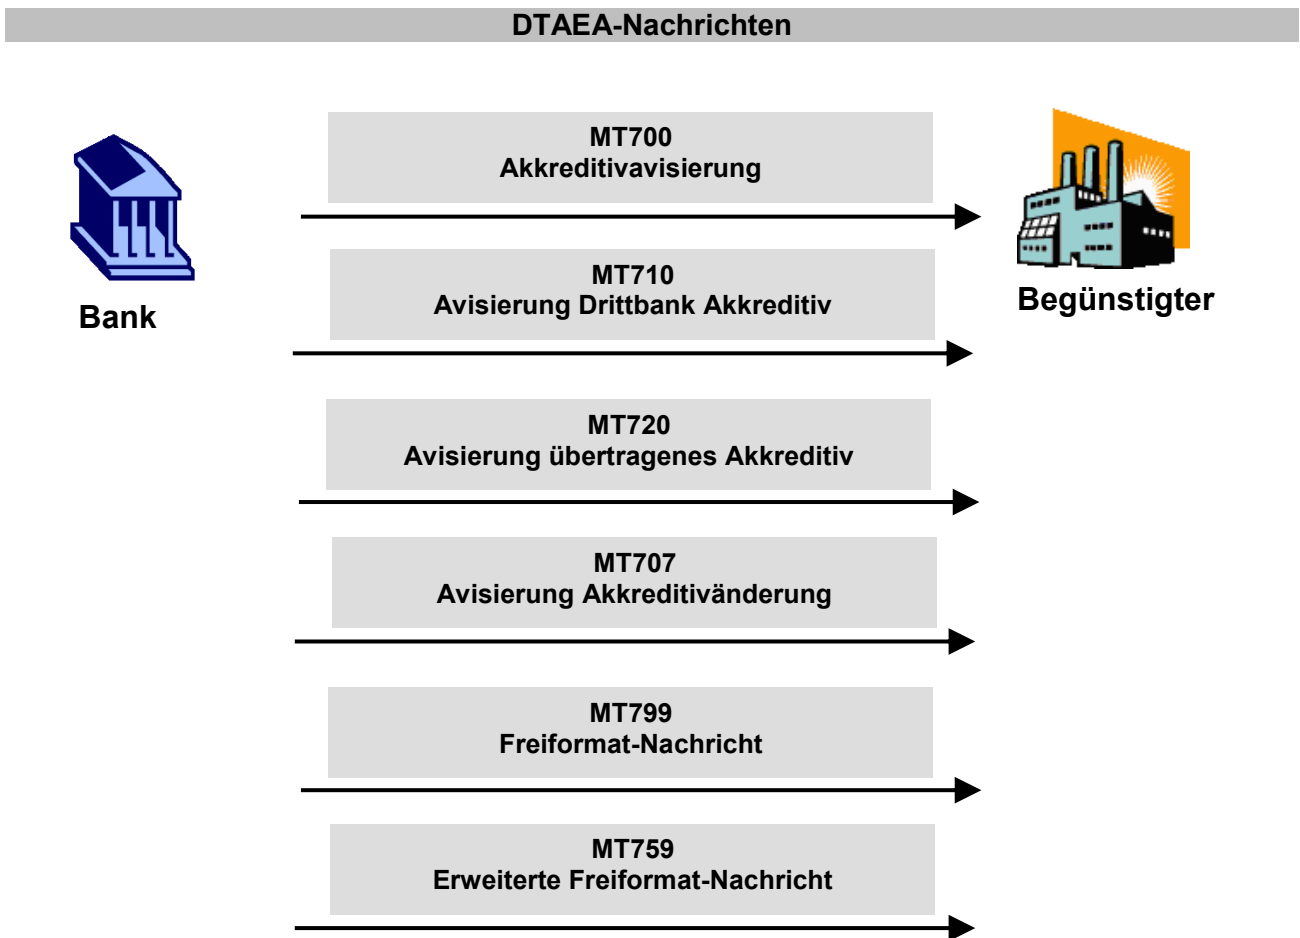 DTAEA-Nachrichten
MT700
Akkreditivavisierung
Bank
Begünstigter
MT710
Avisierung Drittbank Akkreditiv
MT720
Avisierung übertragenes Akkreditiv
MT707
Avisierung Akkreditivänderung
MT799
Freiformat-Nachricht
MT759
Erweiterte Freiformat-Nachricht